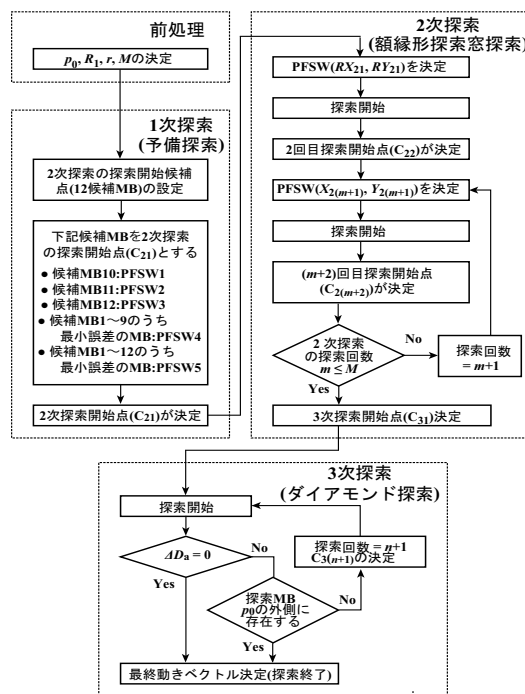 前処理
p0, R1, r, Mの決定
1次探索
(予備探索)
2次探索の探索開始候補
点(12候補MB)の設定
下記候補MBを2次探索
の探索開始点(C21)とする
● 候補MB10:PFSW1
● 候補MB11:PFSW2
● 候補MB12:PFSW3
● 候補MB1～9のうち
最小誤差のMB:PFSW4
● 候補MB1～12のうち
最小誤差のMB:PFSW5
2次探索開始点(C21)が決定
2次探索
(額縁形探索窓探索)
PFSW(RX21, RY21)を決定
探索開始
2回目探索開始点(C22)が決定
PFSW(X2(m+1), Y2(m+1))を決定
探索開始
(m+2)回目探索開始点
(C2(m+2))が決定
2 次探索
の探索回数
m ≤ M
No
探索回数
= m+1
Yes
3次探索開始点(C31)決定
3次探索
(ダイアモンド探索)
探索開始
ΔDa = 0
No
Yes
探索回数 = n+1
C3(n+1)の決定
探索MB
p0の外側に
存在する
No
Yes
最終動きベクトル決定(探索終了)